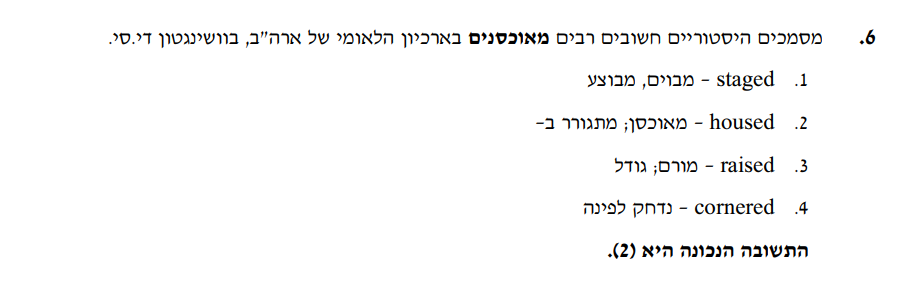 6. מסמכים היסטוריים חשובים רבים מאוכסנים בארכיון הלאומי של ארה"ב, בוושינגטון די.סי.
1. staged – מבוים, מבוצע
2. housed – מאוכסן; מתגורר ב–
3. raised – מורם; גודל
4. cornered – נדחק לפינה
התשובה הנכונה היא (2).